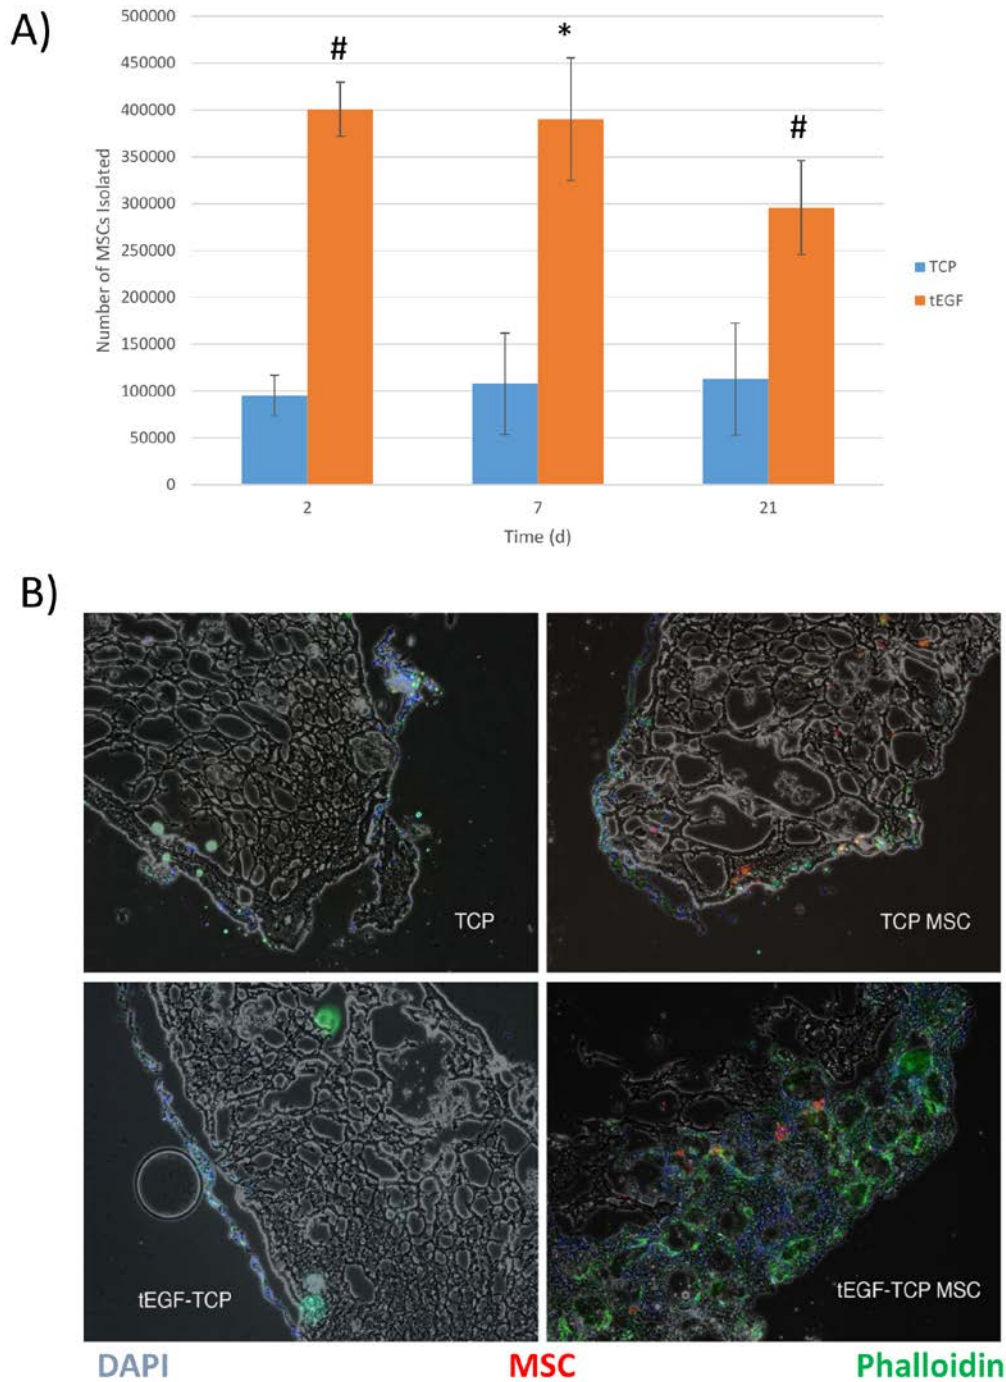 A)
500000
450000
400000
350000
300000
250000
200000
150000
100000
50000
0
Number of MSCs Isolated
#
*
#
2
7
21
Time (d)
TCP
tEGF
B)
TCP
TCP MSC
tEGF-TCP
tEGF-TCP MSC
DAPI
MSC
Phalloidin